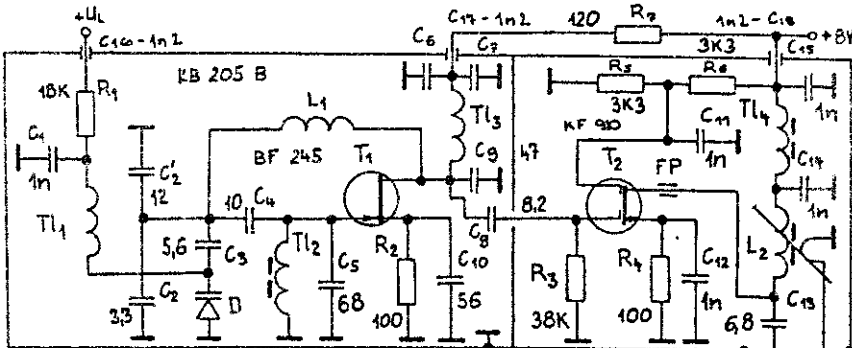 +UL
C16-1n2
C17-1n2
120
R7
1n2-C18
+8V
C6
C7
3K3
C15
KB 205 B
R5
R6
18K
R1
L1
3K3
1n
Tl3
Tl4
C1
C11
KF 910
BF 245
1n
C2'
T1
C9
47
T2
FP
C14
1n
12
10
C4
1n
Tl1
C8
8,2
5,6
C3
Tl2
C5
R2
C10
R3
R4
C12
L2
C13
3,3
C2
D
68
56
1n
100
38K
100
6,8